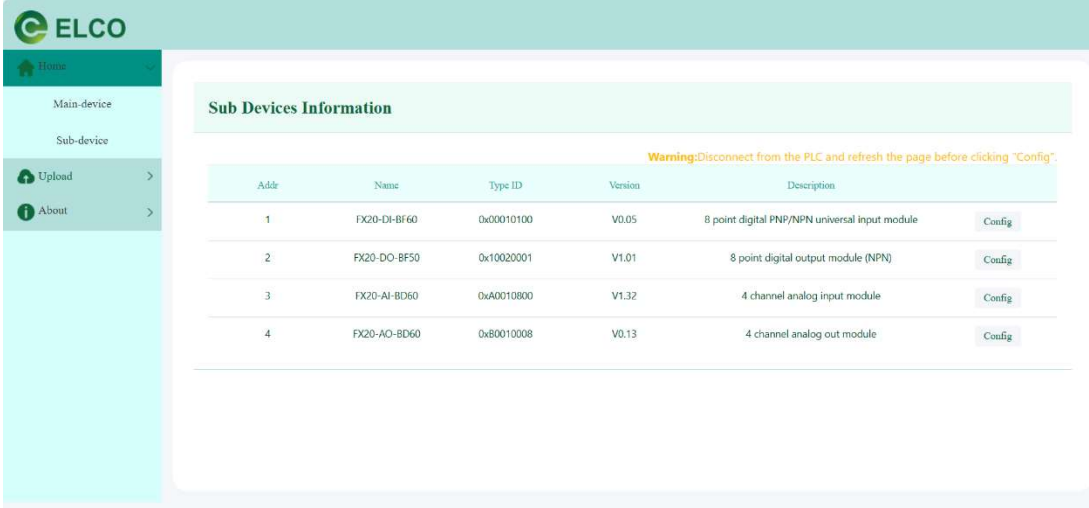 ELCO
Home
Main-device
Sub-device
Upload
About
Sub Devices Information
Warning:Disconnect from the PLC and refresh the page before clicking "Config".
Addr Name Type ID Version Description
1 FX20-DI-BF60 0x00010100 V0.05 8 point digital PNP/NPN universal input module Config
2 FX20-DO-BF50 0x10020001 V1.01 8 point digital output module (NPN) Config
3 FX20-AI-BD60 0xA0010800 V1.32 4 channel analog input module Config
4 FX20-AO-BD60 0xB0010008 V0.13 4 channel analog out module Config